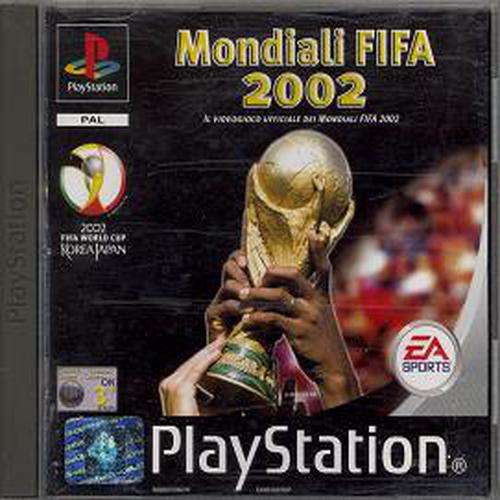 PlayStation
Mondiali FIFA
2002
IL VIDEOGIOCO UFFICIALE DEI MONDIALI FIFA 2002
PlayStation
PAL
2002
FIFA WORLD CUP
KOREA JAPAN
EA
SPORTS
3+
PlayStation®